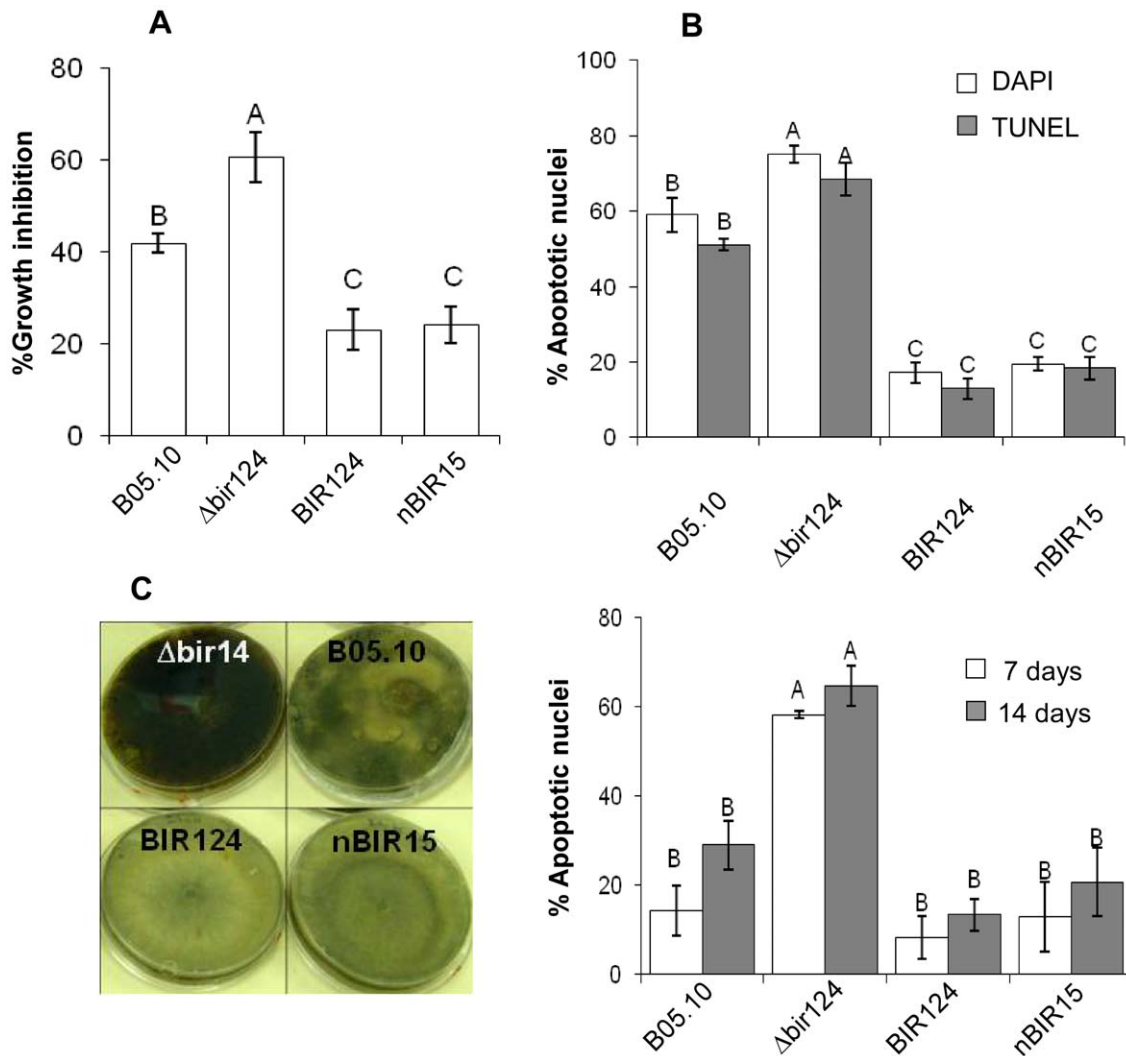 A
%Growth inhibition
80
60
40
20
0
B
A
C
C
B05.10
Δbir124
BIR124
nBIR15
B
% Apoptotic nuclei
100
80
60
40
20
0
DAPI
TUNEL
B
B
A
A
C
C
C
C
B05.10
Δbir124
BIR124
nBIR15
C
Δbir14
B05.10
BIR124
nBIR15
% Apoptotic nuclei
80
60
40
20
0
7 days
14 days
B
B
A
A
B
B
B
B
B05.10
Δbir124
BIR124
nBIR15